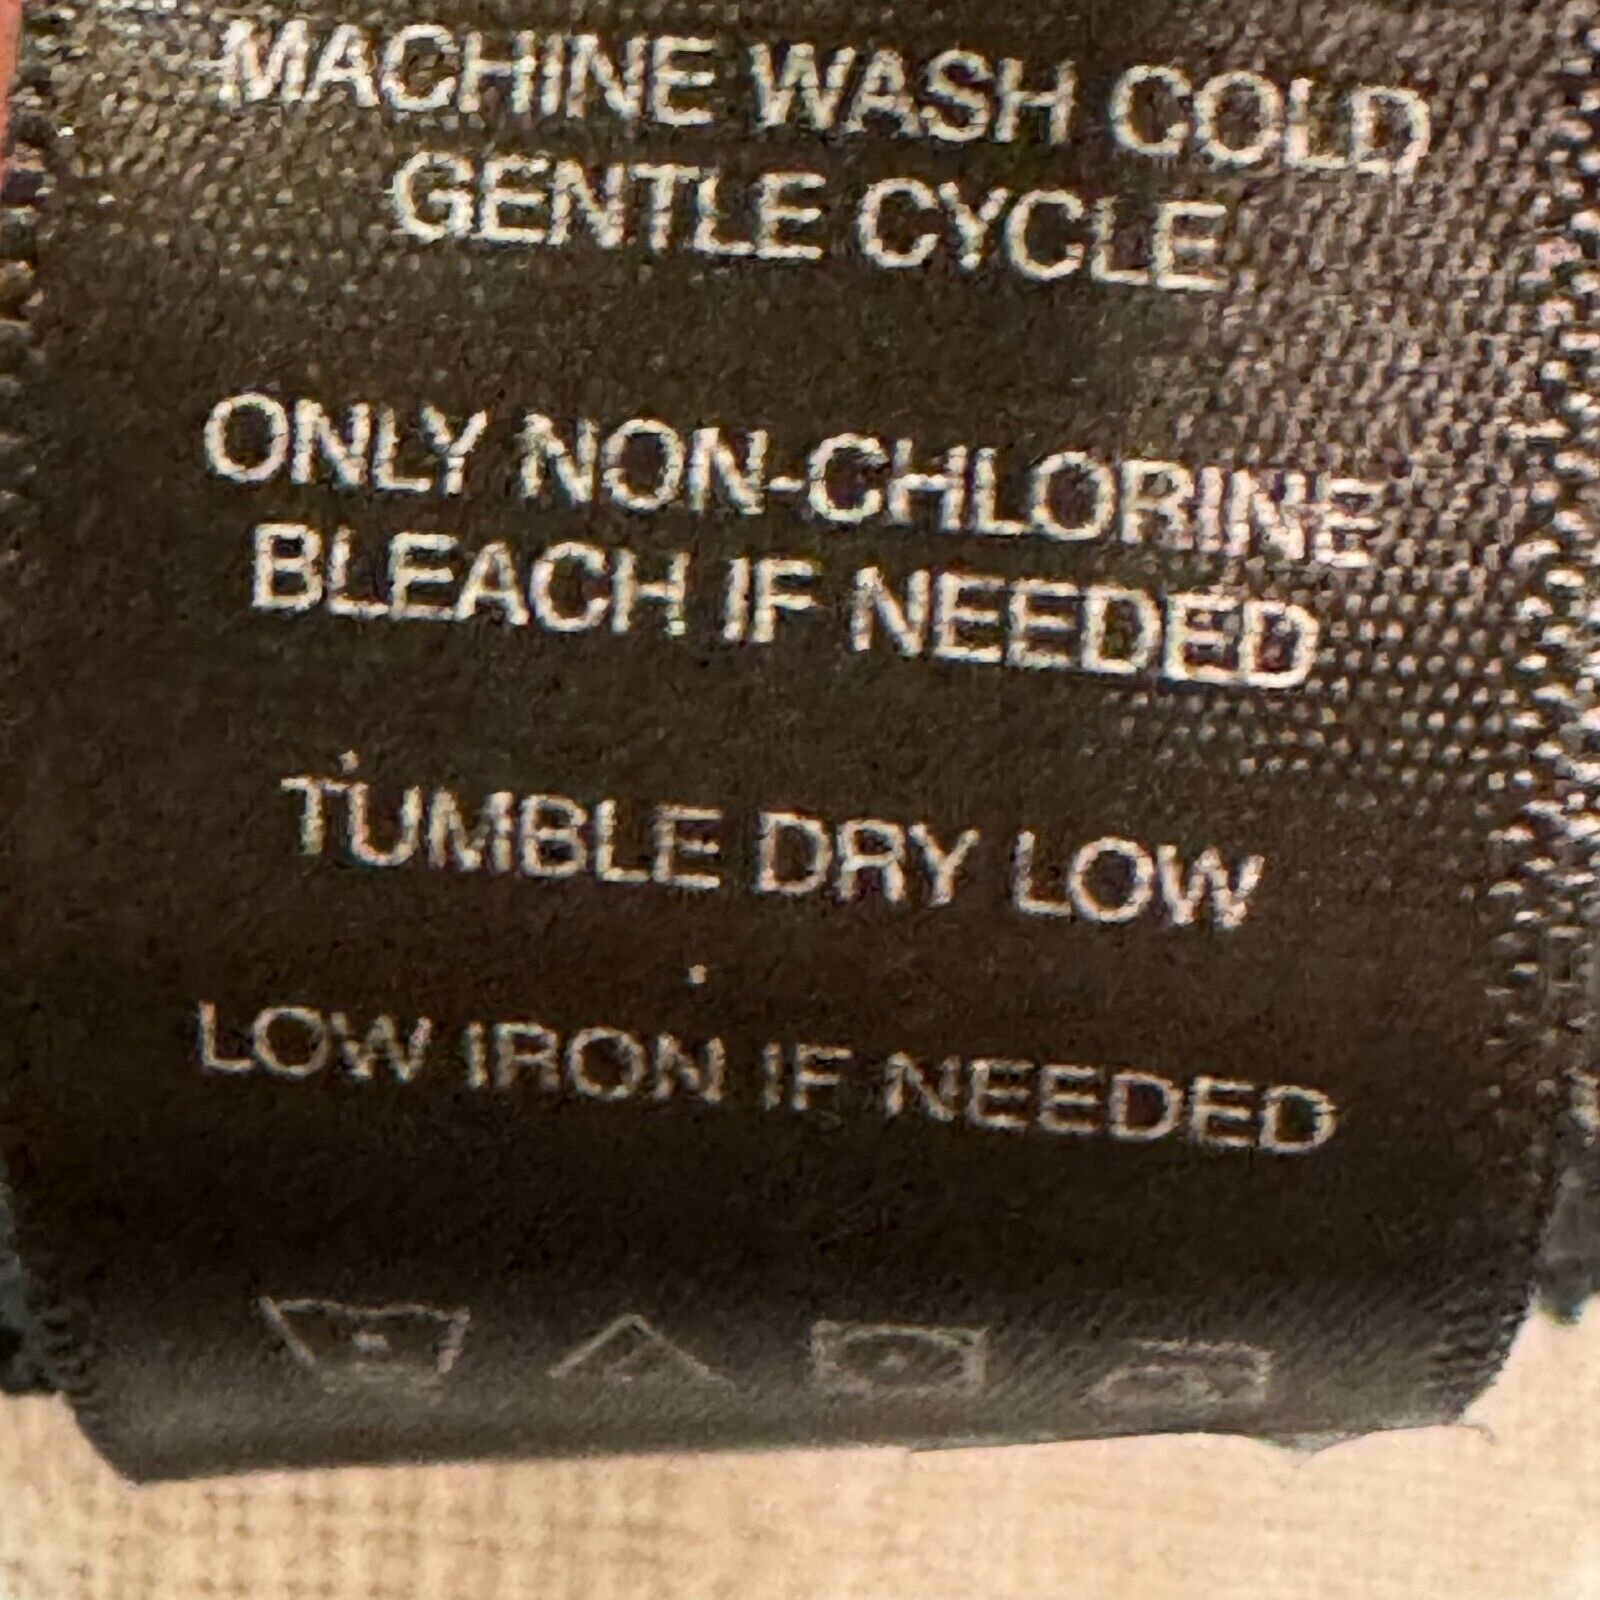 MACHINE WASH COLD
GENTLE CYCLE
ONLY NON-CHLORINE
BLEACH IF NEEDED
TUMBLE DRY LOW
LOW IRON IF NEEDED